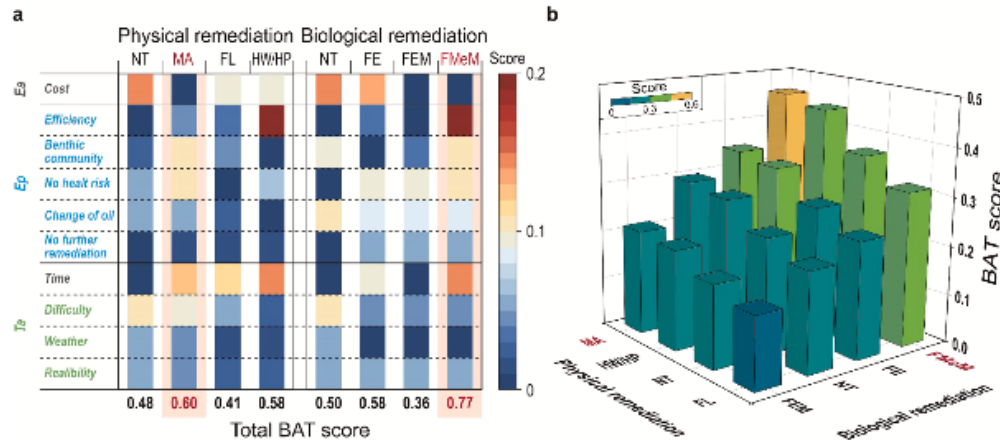 a
Physical remediation Biological remediation
NT MA FL HW/HP NT FE FEM FMeM Score
Ea
Cost
Ep
Efficiency
Benthic
community
No healt risk
Change of oil
No further
remediation
Ta
Time
Difficulty
Weather
Realibility
0.2
0.1
0
0.48 0.60 0.41 0.58 0.50 0.58 0.36 0.77
Total BAT score
b
Score
0 0.3 0.6
0.5
0.4
0.3
0.2
0.1
0.0
BAT score
MA
HW/HP
Physical remediation
FEM
NT
FE
FMeM
Biological remediation